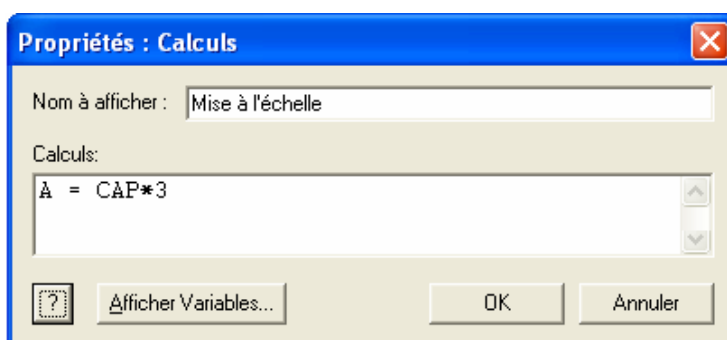 Propriétés : Calculs
Nom à afficher : Mise à l'échelle
Calculs:
A = CAP*3
? Afficher Variables... OK Annuler